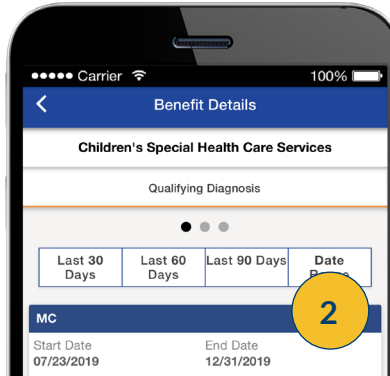 Carrier 100%
Benefit Details
Children's Special Health Care Services
Qualifying Diagnosis
Last 30 Last 60 Last 90 Days Date
Days Days
2
MC
Start Date End Date
07/23/2019 12/31/2019